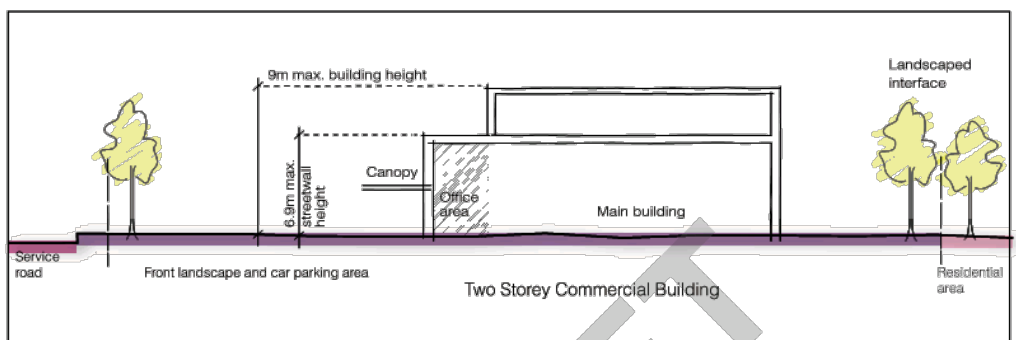 9m max. building height
Landscaped
interface
6.9m max.
streetwall
height
Canopy
Office
area
Main building
Service
road
Front landscape and car parking area
Residential
area
Two Storey Commercial Building